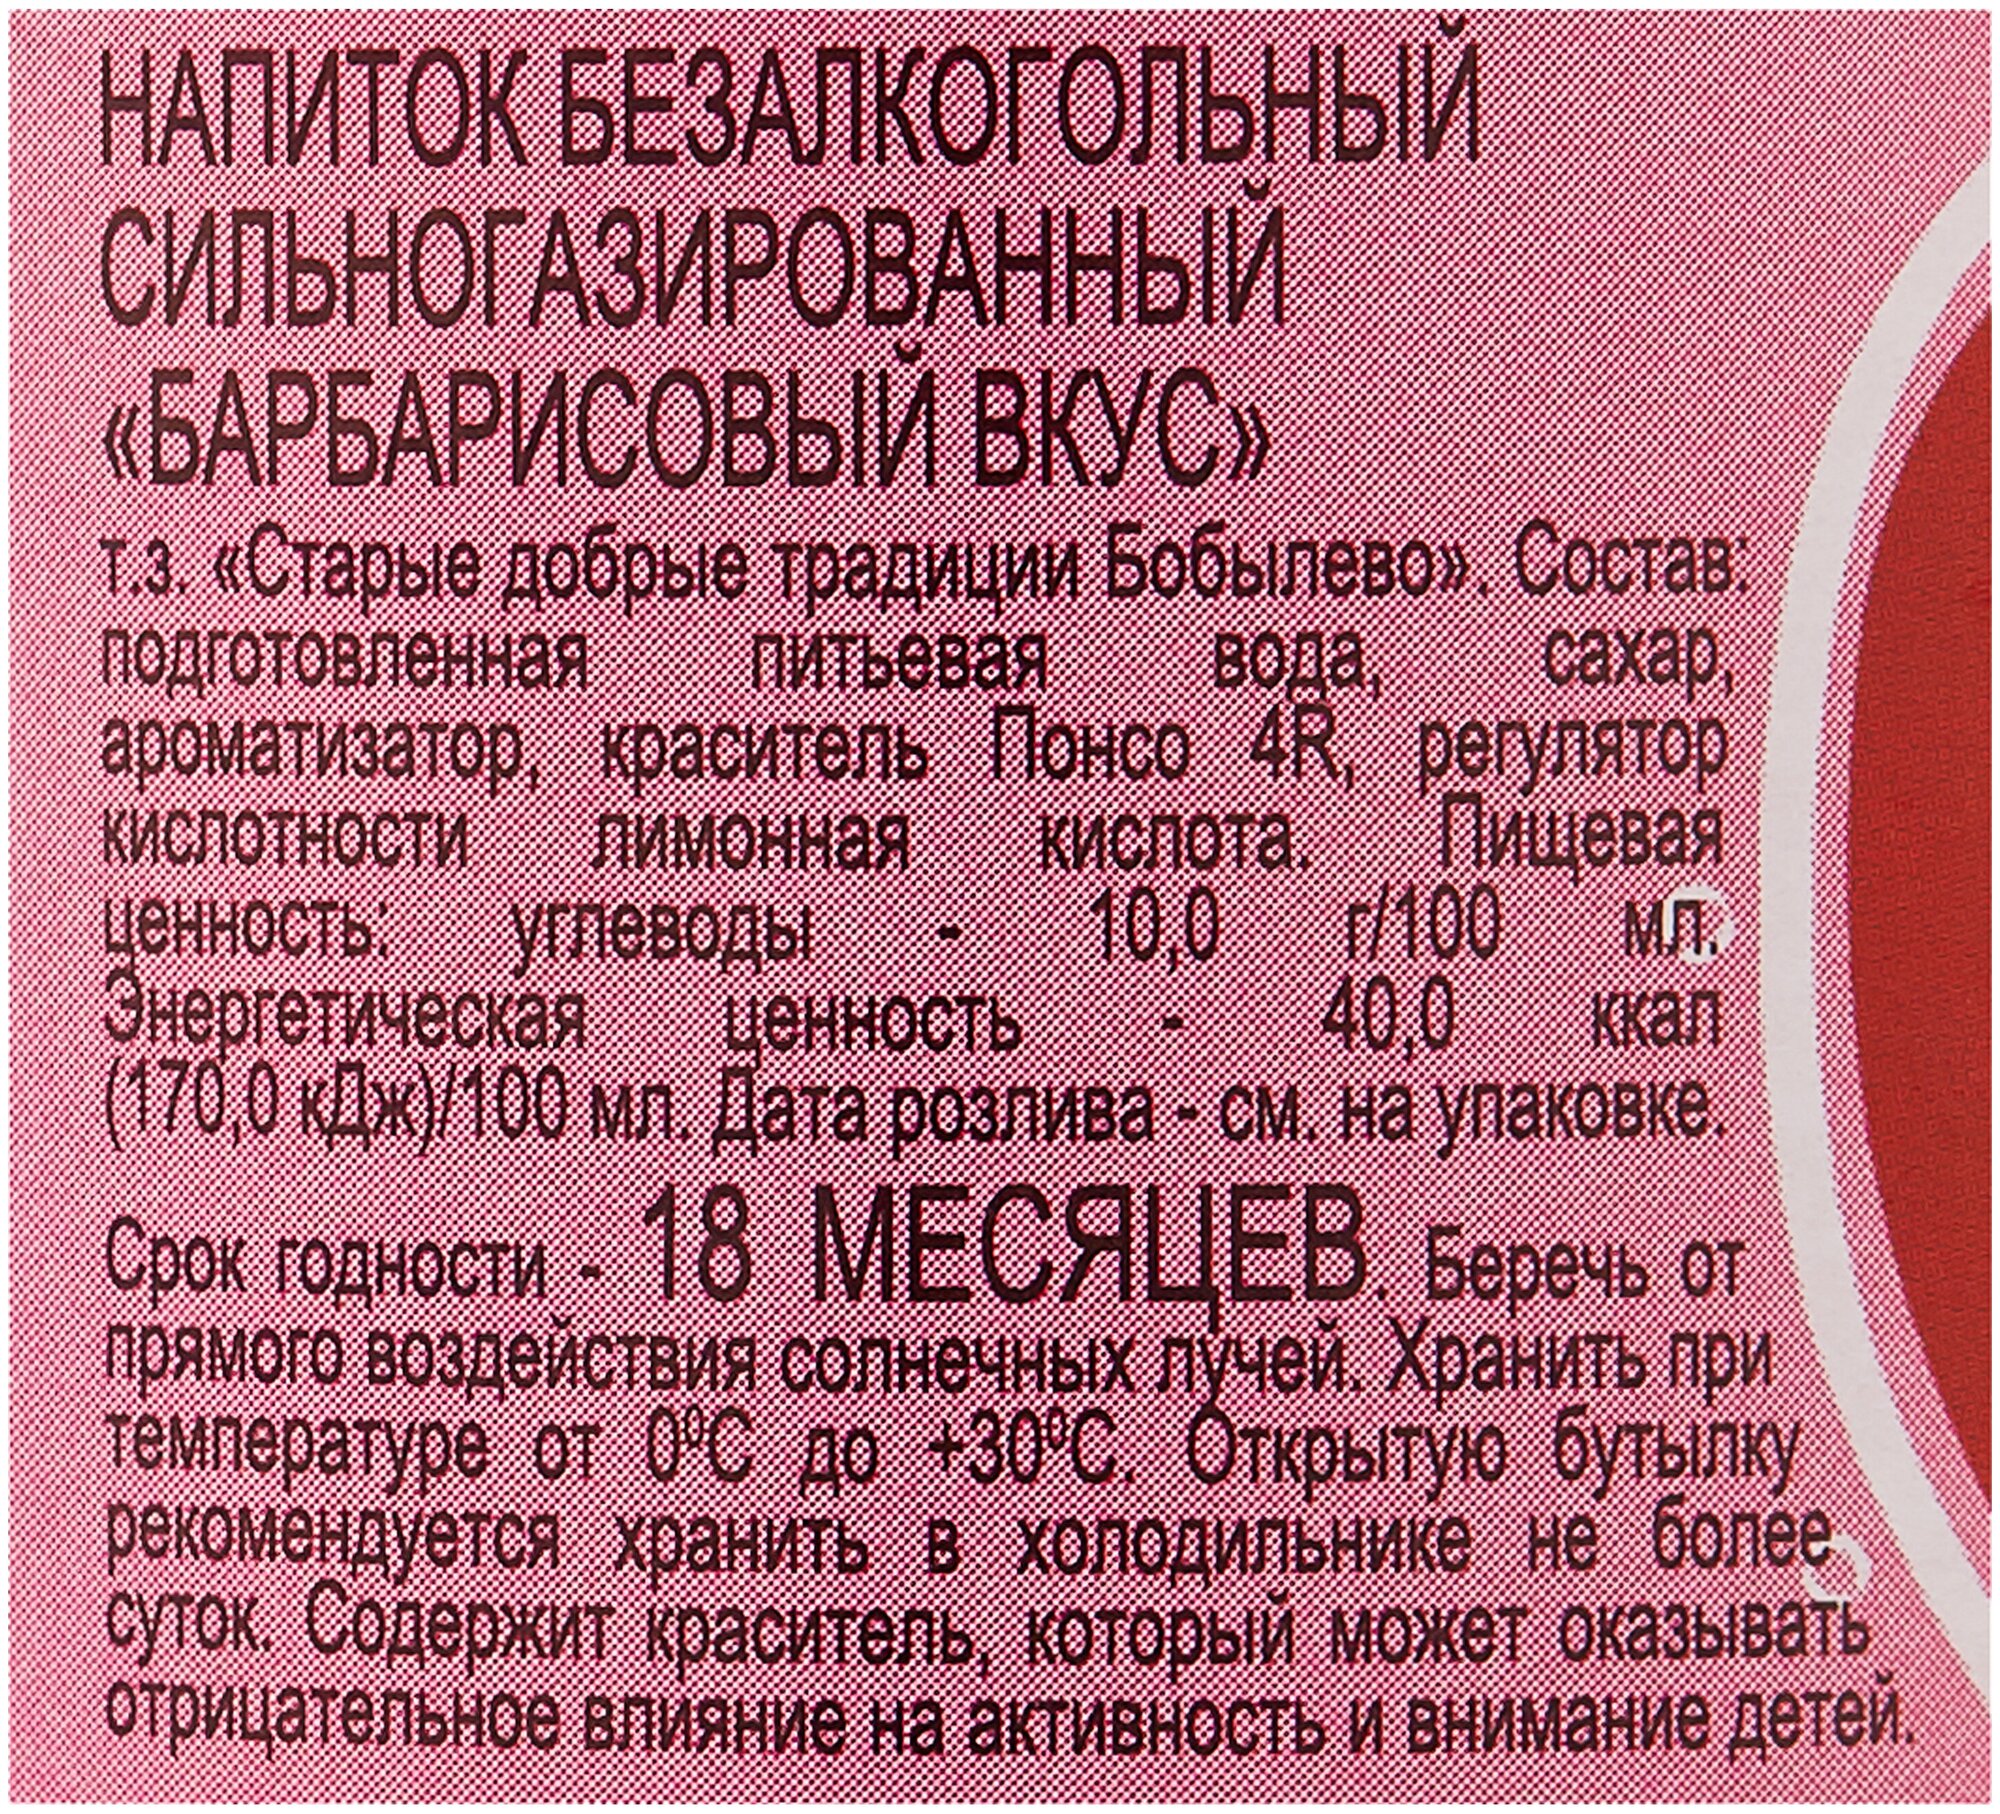 НАПИТОК БЕЗАЛКОГОЛЬНЫЙ
СИЛЬНОГАЗИРОВАННЫЙ
«БАРБАРИСОВЫЙ ВКУС»
т.з. «Старые добрые традиции Бобылево». Состав:
подготовленная питьевая вода, сахар,
ароматизатор, краситель Понсо 4R, регулятор
кислотности лимонная кислота. Пищевая
ценность: углеводы - 10,0 г/100 мл.
Энергетическая ценность - 40,0 ккал
(170,0 кДж)/100 мл. Дата розлива - см. на упаковке.
Срок годности - 18 МЕСЯЦЕВ. Беречь от
прямого воздействия солнечных лучей. Хранить при
температуре от 0⁰С до +30⁰С. Открытую бутылку
рекомендуется хранить в холодильнике не более
суток. Содержит краситель, который может оказывать
отрицательное влияние на активность и внимание детей.